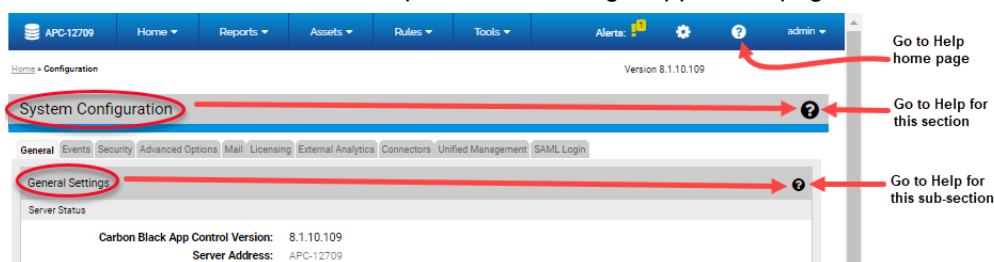 APC-12709 Home Reports Assets Rules Tools Alerts: 1 ? admin
Go to Help
home page
Home » Configuration Version 8.1.10.109
System Configuration ?
Go to Help for
this section
General Events Security Advanced Options Mail Licensing External Analytics Connectors Unified Management SAML Login
General Settings ?
Go to Help for
this sub-section
Server Status
Carbon Black App Control Version: 8.1.10.109
Server Address: APC-12709